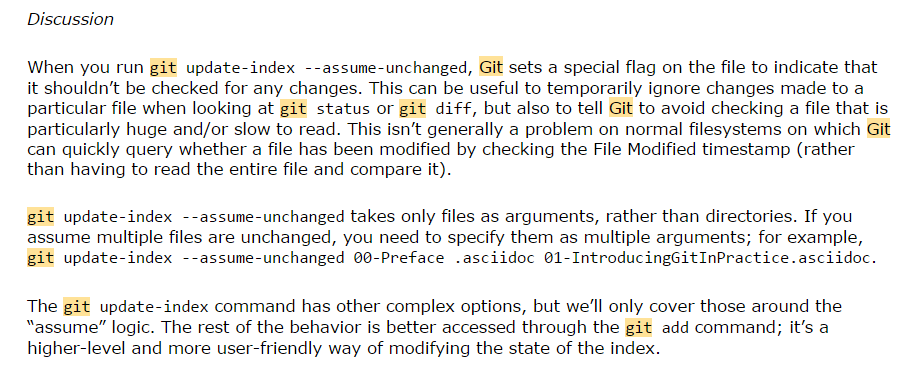 Discussion
When you run git update-index --assume-unchanged, Git sets a special flag on the file to indicate that
it shouldn’t be checked for any changes. This can be useful to temporarily ignore changes made to a
particular file when looking at git status or git diff, but also to tell Git to avoid checking a file that is
particularly huge and/or slow to read. This isn’t generally a problem on normal filesystems on which Git
can quickly query whether a file has been modified by checking the File Modified timestamp (rather
than having to read the entire file and compare it).
git update-index --assume-unchanged takes only files as arguments, rather than directories. If you
assume multiple files are unchanged, you need to specify them as multiple arguments; for example,
git update-index --assume-unchanged 00-Preface .asciidoc 01-IntroducingGitInPractice.asciidoc.
The git update-index command has other complex options, but we’ll only cover those around the
“assume” logic. The rest of the behavior is better accessed through the git add command; it’s a
higher-level and more user-friendly way of modifying the state of the index.